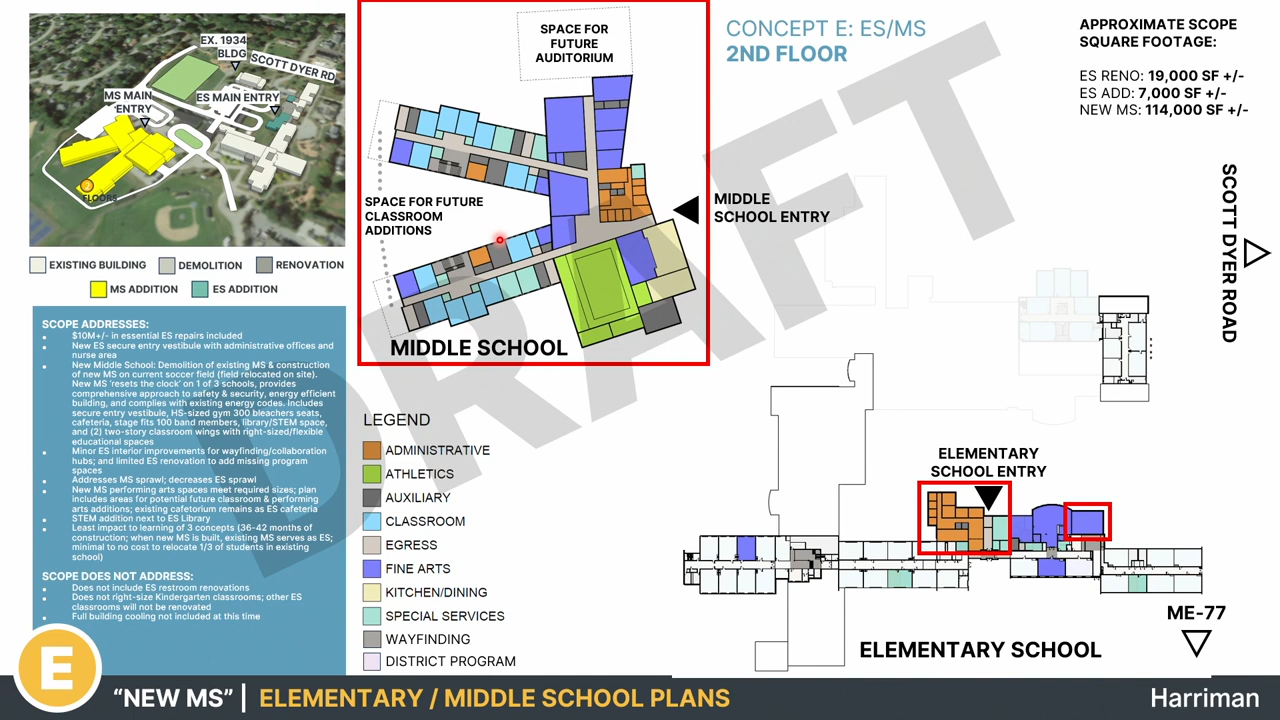 EX. 1934
BLDG
SCOTT DYER RD
MS MAIN
ENTRY
ES MAIN ENTRY
2
FLOORS
EXISTING BUILDING
DEMOLITION
RENOVATION
MS ADDITION
ES ADDITION
SCOPE ADDRESSES:
$10M+/- in essential ES repairs included
New ES secure entry vestibule with administrative offices and
nurse area
New Middle School: Demolition of existing MS & construction
of new MS on current soccer field (field relocated on site).
New MS 'resets the clock' on 1 of 3 schools, provides
comprehensive approach to safety & security, energy efficient
building, and complies with existing energy codes. Includes
secure entry vestibule, HS-sized gym 300 bleachers seats,
cafeteria, stage fits 100 band members, library/STEM space,
and (2) two-story classroom wings with right-sized/flexible
educational spaces
Minor ES interior improvements for wayfinding/collaboration
hubs; and limited ES renovation to add missing program
spaces
Addresses MS sprawl; decreases ES sprawl
New MS performing arts spaces meet required sizes; plan
includes areas for potential future classroom & performing
arts additions; existing cafetorium remains as ES cafeteria
STEM addition next to ES Library
Least impact to learning of 3 concepts (36-42 months of
construction; when new MS is built, existing MS serves as ES;
minimal to no cost to relocate 1/3 of students in existing
school)
SCOPE DOES NOT ADDRESS:
Does not include ES restroom renovations
Does not right-size Kindergarten classrooms; other ES
classrooms will not be renovated
Full building cooling not included at this time
SPACE FOR
FUTURE
AUDITORIUM
SPACE FOR FUTURE
CLASSROOM
ADDITIONS
MIDDLE SCHOOL
MIDDLE
SCHOOL ENTRY
LEGEND
ADMINISTRATIVE
ATHLETICS
AUXILIARY
CLASSROOM
EGRESS
FINE ARTS
KITCHEN/DINING
SPECIAL SERVICES
WAYFINDING
DISTRICT PROGRAM
CONCEPT E: ES/MS
2ND FLOOR
APPROXIMATE SCOPE
SQUARE FOOTAGE:
ES RENO: 19,000 SF +/-
ES ADD: 7,000 SF +/-
NEW MS: 114,000 SF +/-
SCOTT DYER ROAD
ELEMENTARY
SCHOOL ENTRY
ME-77
ELEMENTARY SCHOOL
DRAFT
E
“NEW MS” | ELEMENTARY / MIDDLE SCHOOL PLANS
Harriman